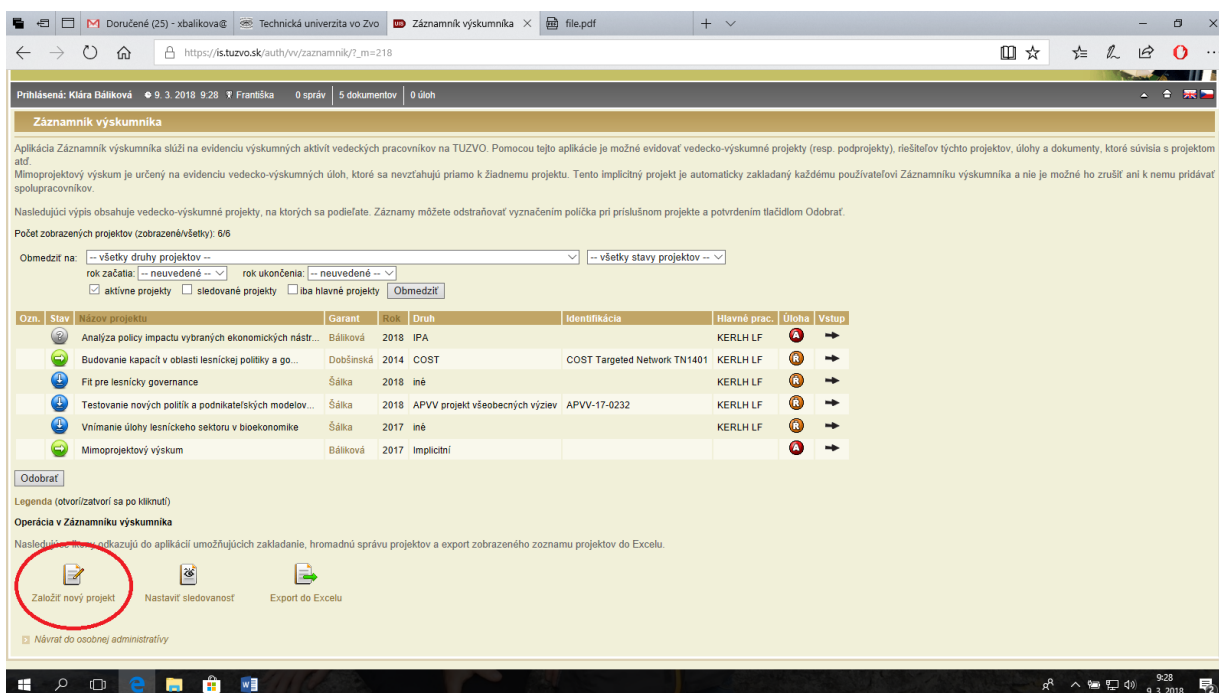 Doručené (25) - xbalikova@
Technická univerzita vo Zvo
Záznamník výskumníka
file.pdf
https://is.tuzvo.sk/auth/vv/zaznamnik/?_m=218
Prihlásená: Klára Báliková 9. 3. 2018 9:28 Františka 0 správ 5 dokumentov 0 úloh
Záznamník výskumníka
Aplikácia Záznamník výskumníka slúži na evidenciu výskumných aktivít vedeckých pracovníkov na TUZVO. Pomocou tejto aplikácie je možné evidovať vedecko-výskumné projekty (resp. podprojekty), riešiteľov týchto projektov, úlohy a dokumenty, ktoré súvisia s projektom
atď.
Mimoprojektový výskum je určený na evidenciu vedecko-výskumných úloh, ktoré sa nevzťahujú priamo k žiadnemu projektu. Tento implicitný projekt je automaticky zakladaný každému používateľovi Záznamníku výskumníka a nie je možné ho zrušiť ani k nemu pridávať
spolupracovníkov.
Nasledujúci výpis obsahuje vedecko-výskumné projekty, na ktorých sa podieľate. Záznamy môžete odstraňovať vyznačením políčka pri príslušnom projekte a potvrdením tlačidlom Odobrať.
Počet zobrazených projektov (zobrazené/všetky): 6/6
Obmedziť na: -- všetky druhy projektov -- -- všetky stavy projektov --
rok začatia: -- neuvedené -- rok ukončenia: -- neuvedené --
aktívne projekty sledované projekty iba hlavné projekty Obmedziť
Ozn. Stav Názov projektu Garant Rok Druh Identifikácia Hlavné prac. Úloha Vstup
Analýza policy impactu vybraných ekonomických nástr... Báliková 2018 IPA KERLH LF A
Budovanie kapacít v oblasti lesníckej politiky a go... Dobšinská 2014 COST COST Targeted Network TN1401 KERLH LF R
Fit pre lesnícky governance Šálka 2018 iné KERLH LF R
Testovanie nových politík a podnikateľských modelov... Šálka 2018 APVV projekt všeobecných výziev APVV-17-0232 KERLH LF R
Vnímanie úlohy lesníckeho sektoru v bioekonomike Šálka 2017 iné KERLH LF R
Mimoprojektový výskum Báliková 2017 Implicitní A
Odobrať
Legenda (otvorí/zatvorí sa po kliknutí)
Operácia v Záznamníku výskumníka
Nasledujúce ikony odkazujú do aplikácií umožňujúcich zakladanie, hromadnú správu projektov a export zobrazeného zoznamu projektov do Excelu.
Založiť nový projekt Nastaviť sledovanosť Export do Excelu
Návrat do osobnej administratívy
9:28
9. 3. 2018